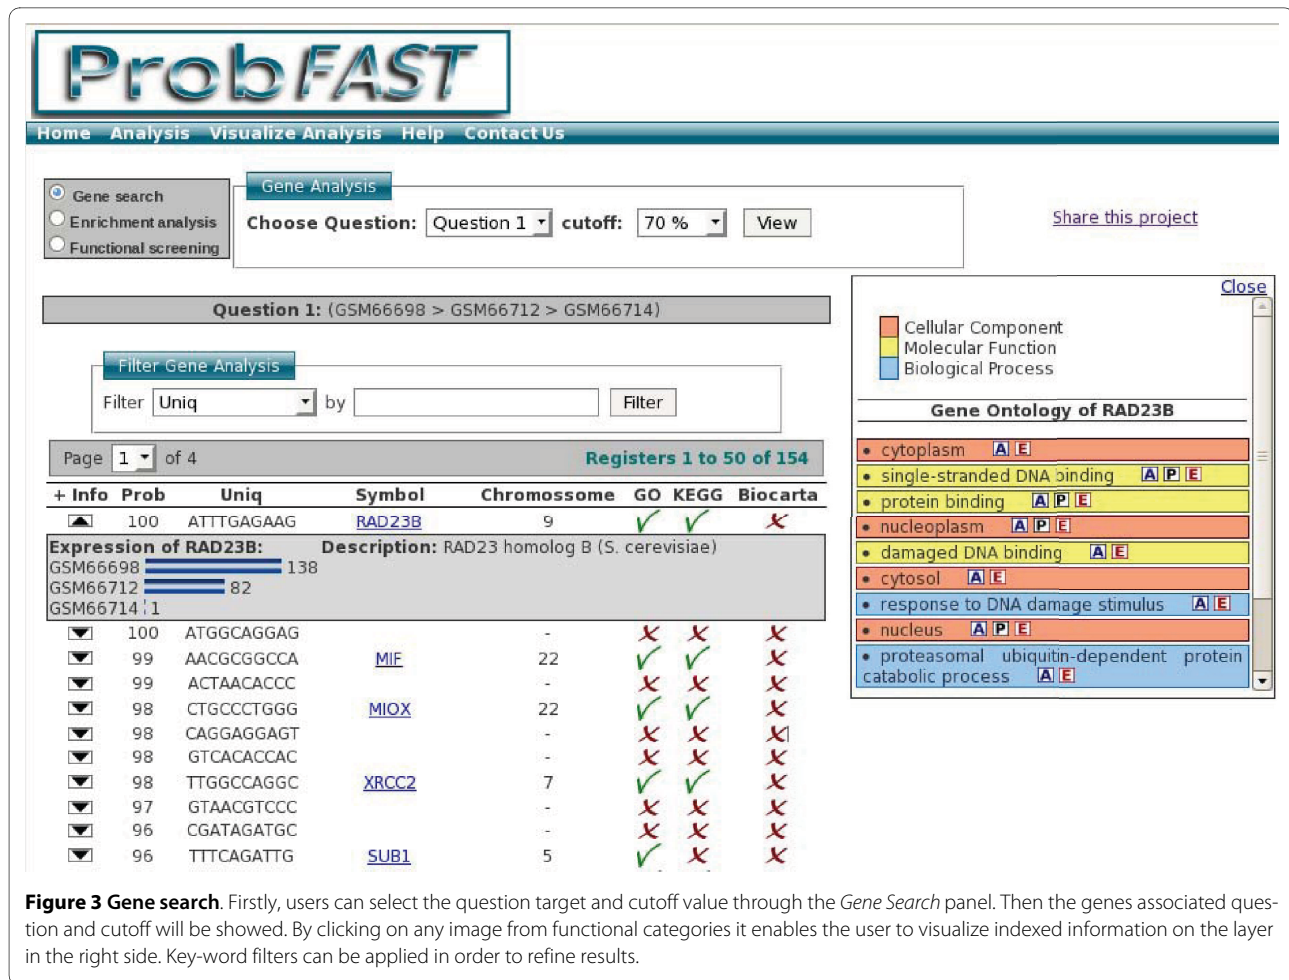 ProbFAST
Home Analysis Visualize Analysis Help Contact Us
Gene search
Enrichment analysis
Functional screening
Gene Analysis
Choose Question: Question 1 cutoff: 70 % View
Share this project
Question 1: (GSM66698 > GSM66712 > GSM66714)
Filter Gene Analysis
Filter Uniq by Filter
Page 1 of 4 Registers 1 to 50 of 154
+ Info Prob Uniq Symbol Chromossome GO KEGG Biocarta
100 ATTTGAGAAG RAD23B 9
Expression of RAD23B: Description: RAD23 homolog B (S. cerevisiae)
GSM66698 138
GSM66712 82
GSM66714 1
100 ATGGCAGGAG -
99 AACGCGGCCA MIF 22
99 ACTAACACCC -
98 CTGCCCTGGG MIOX 22
98 CAGGAGGAGT -
98 GTCACACCAC -
98 TTGGCCAGGC XRCC2 7
97 GTAACGTCCC -
96 CGATAGATGC -
96 TTTCAGATTG SUB1 5
Close
Cellular Component
Molecular Function
Biological Process
Gene Ontology of RAD23B
• cytoplasm A E
• single-stranded DNA binding A P E
• protein binding A P E
• nucleoplasm A P E
• damaged DNA binding A E
• cytosol A E
• response to DNA damage stimulus A E
• nucleus A P E
• proteasomal ubiquitin-dependent protein
catabolic process A E
Figure 3 Gene search. Firstly, users can select the question target and cutoff value through the Gene Search panel. Then the genes associated ques-
tion and cutoff will be showed. By clicking on any image from functional categories it enables the user to visualize indexed information on the layer
in the right side. Key-word filters can be applied in order to refine results.